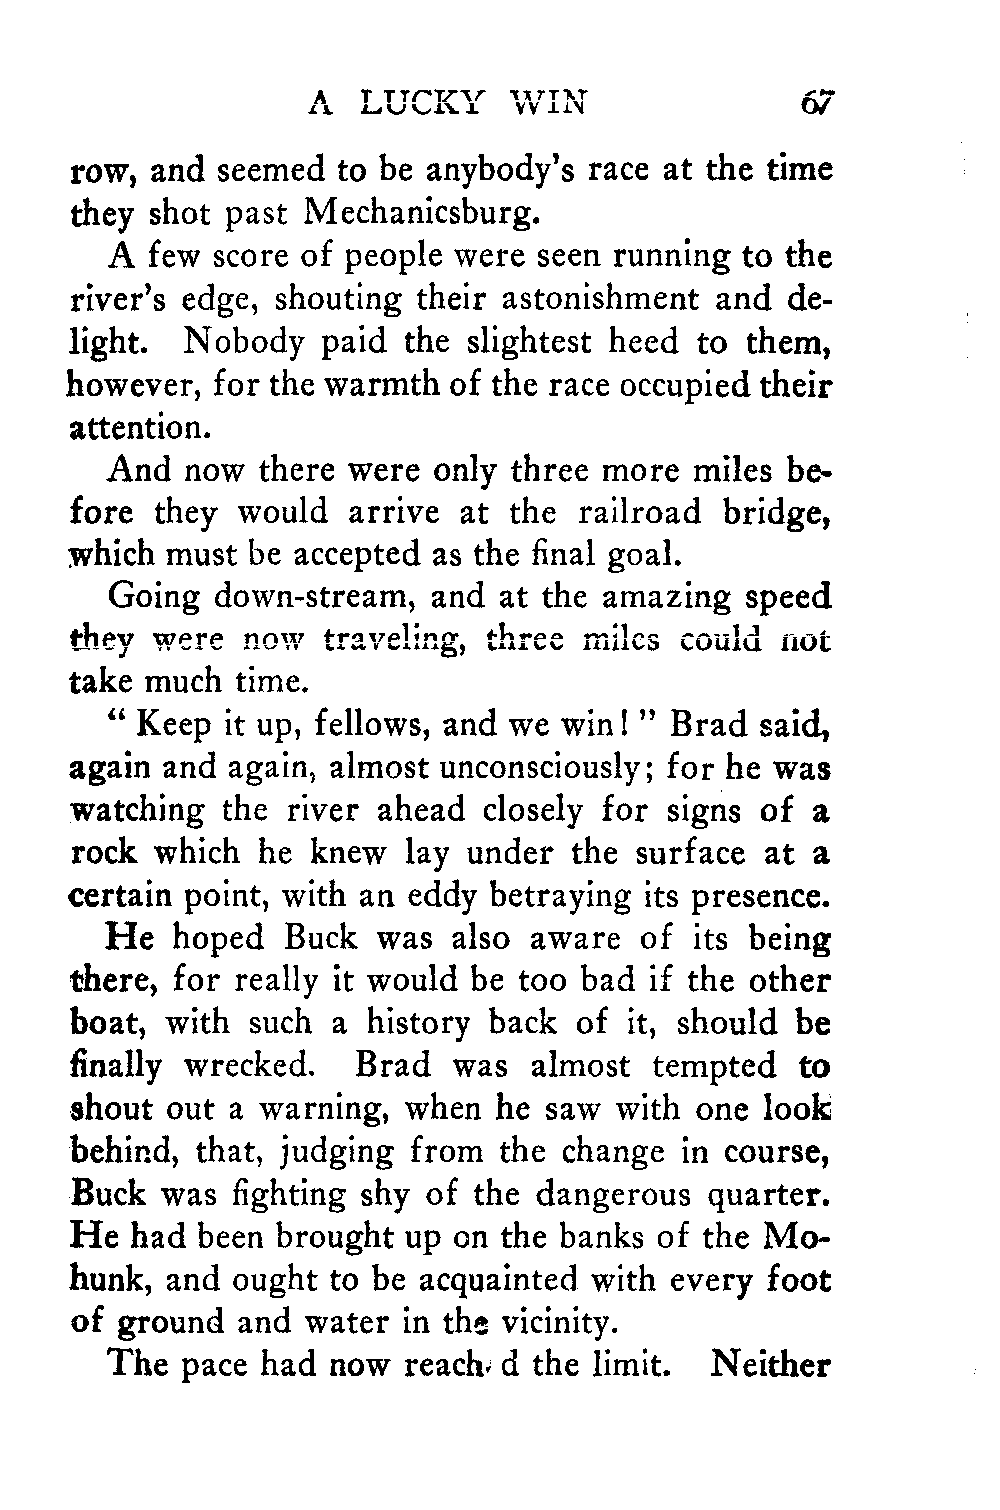 A LUCKY WIN 67
row, and seemed to be anybody's race at the time
they shot past Mechanicsburg.
A few score of people were seen running to the
river's edge, shouting their astonishment and de-
light. Nobody paid the slightest heed to them,
however, for the warmth of the race occupied their
attention.
And now there were only three more miles be-
fore they would arrive at the railroad bridge,
which must be accepted as the final goal.
Going down-stream, and at the amazing speed
they were now traveling, three miles could not
take much time.
" Keep it up, fellows, and we win! " Brad said,
again and again, almost unconsciously; for he was
watching the river ahead closely for signs of a
rock which he knew lay under the surface at a
certain point, with an eddy betraying its presence.
He hoped Buck was also aware of its being
there, for really it would be too bad if the other
boat, with such a history back of it, should be
finally wrecked. Brad was almost tempted to
shout out a warning, when he saw with one look
behind, that, judging from the change in course,
Buck was fighting shy of the dangerous quarter.
He had been brought up on the banks of the Mo-
hunk, and ought to be acquainted with every foot
of ground and water in the vicinity.
The pace had now reached the limit. Neither